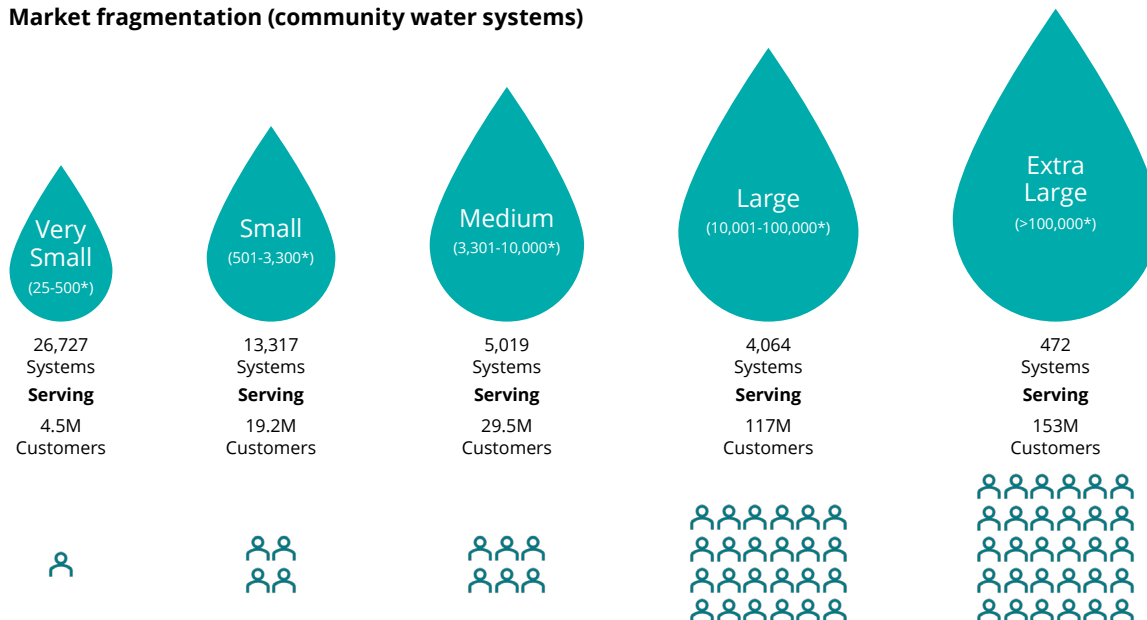 Market fragmentation (community water systems)
Very
Small
(25-500*)
26,727
Systems
Serving
4.5M
Customers
Small
(501-3,300*)
13,317
Systems
Serving
19.2M
Customers
Medium
(3,301-10,000*)
5,019
Systems
Serving
29.5M
Customers
Large
(10,001-100,000*)
4,064
Systems
Serving
117M
Customers
Extra
Large
(>100,000*)
472
Systems
Serving
153M
Customers